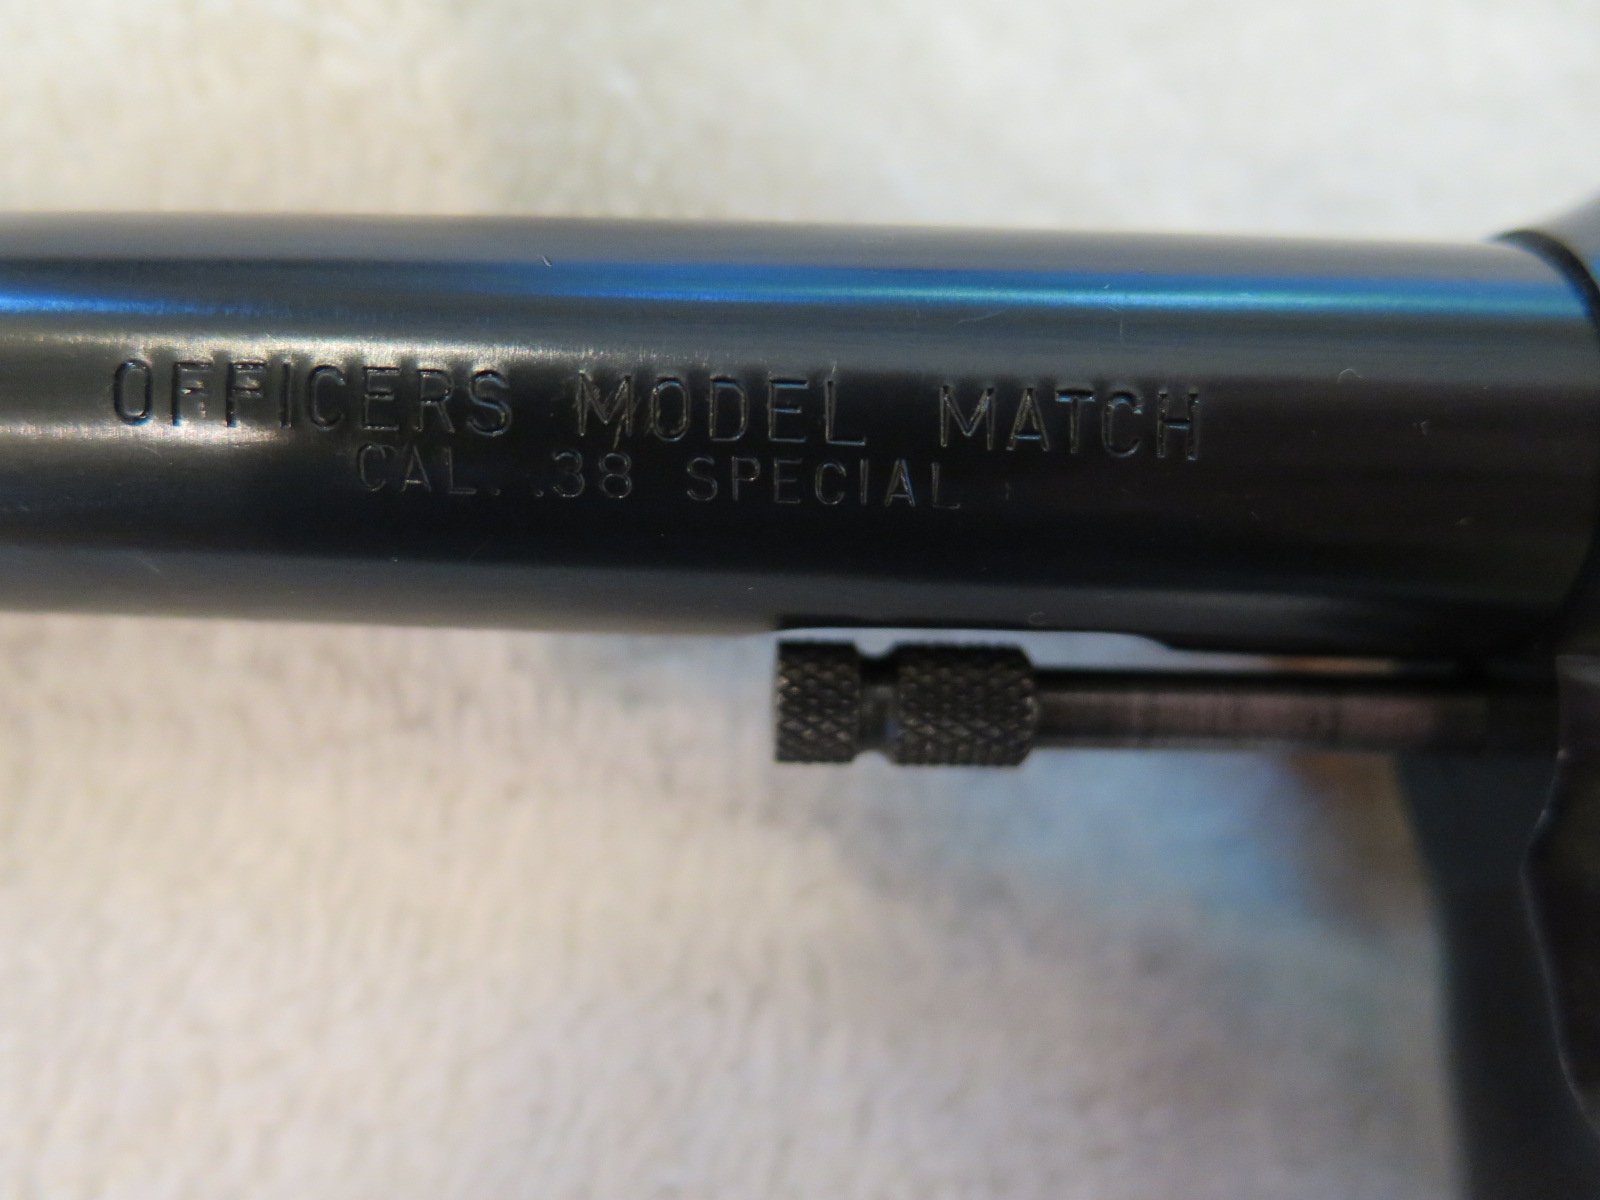 OFFICERS MODEL MATCH
CAL. .38 SPECIAL